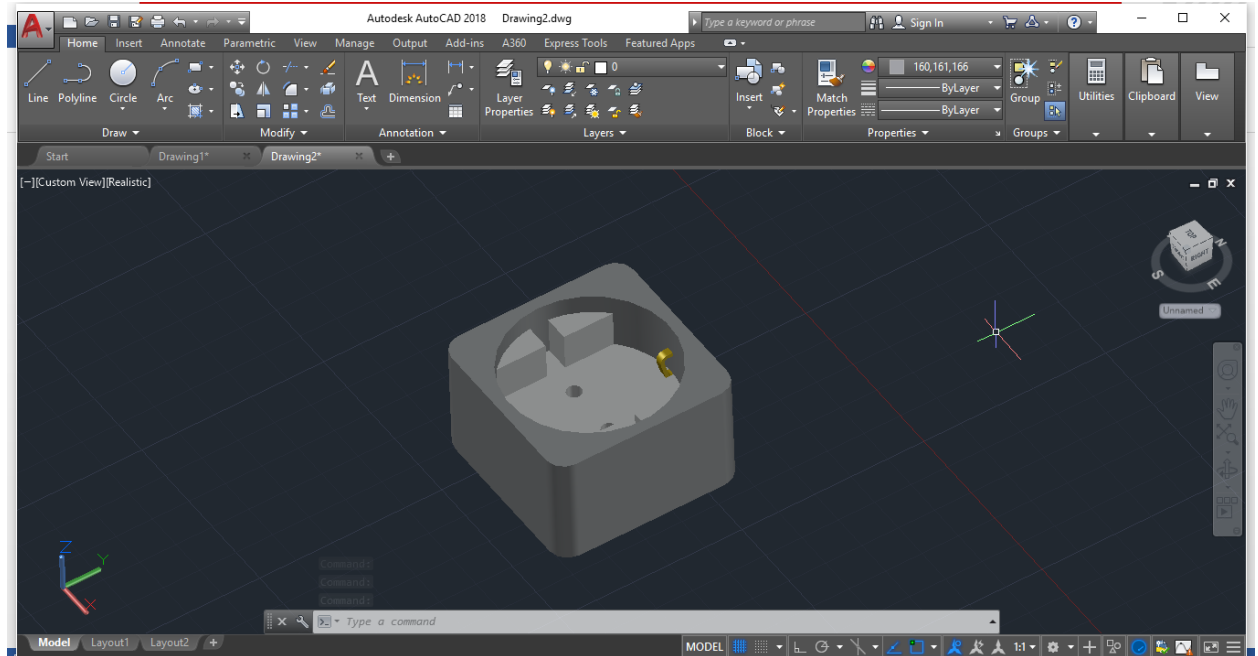 Autodesk AutoCAD 2018 Drawing2.dwg
Type a keyword or phrase
Sign In
Home Insert Annotate Parametric View Manage Output Add-ins A360 Express Tools Featured Apps
0
160,161,166
ByLayer
ByLayer
Line Polyline Circle Arc
Text Dimension
Layer
Properties
Insert
Match
Properties
Group
Utilities
Clipboard
View
Draw Modify Annotation Layers Block Properties Groups
Start Drawing1* Drawing2*
[−][Custom View][Realistic]
TOP
RIGHT
N
S
E
Unnamed
Z
Y
X
Command:
Command:
Command:
Type a command
Model Layout1 Layout2 +
MODEL
1:1